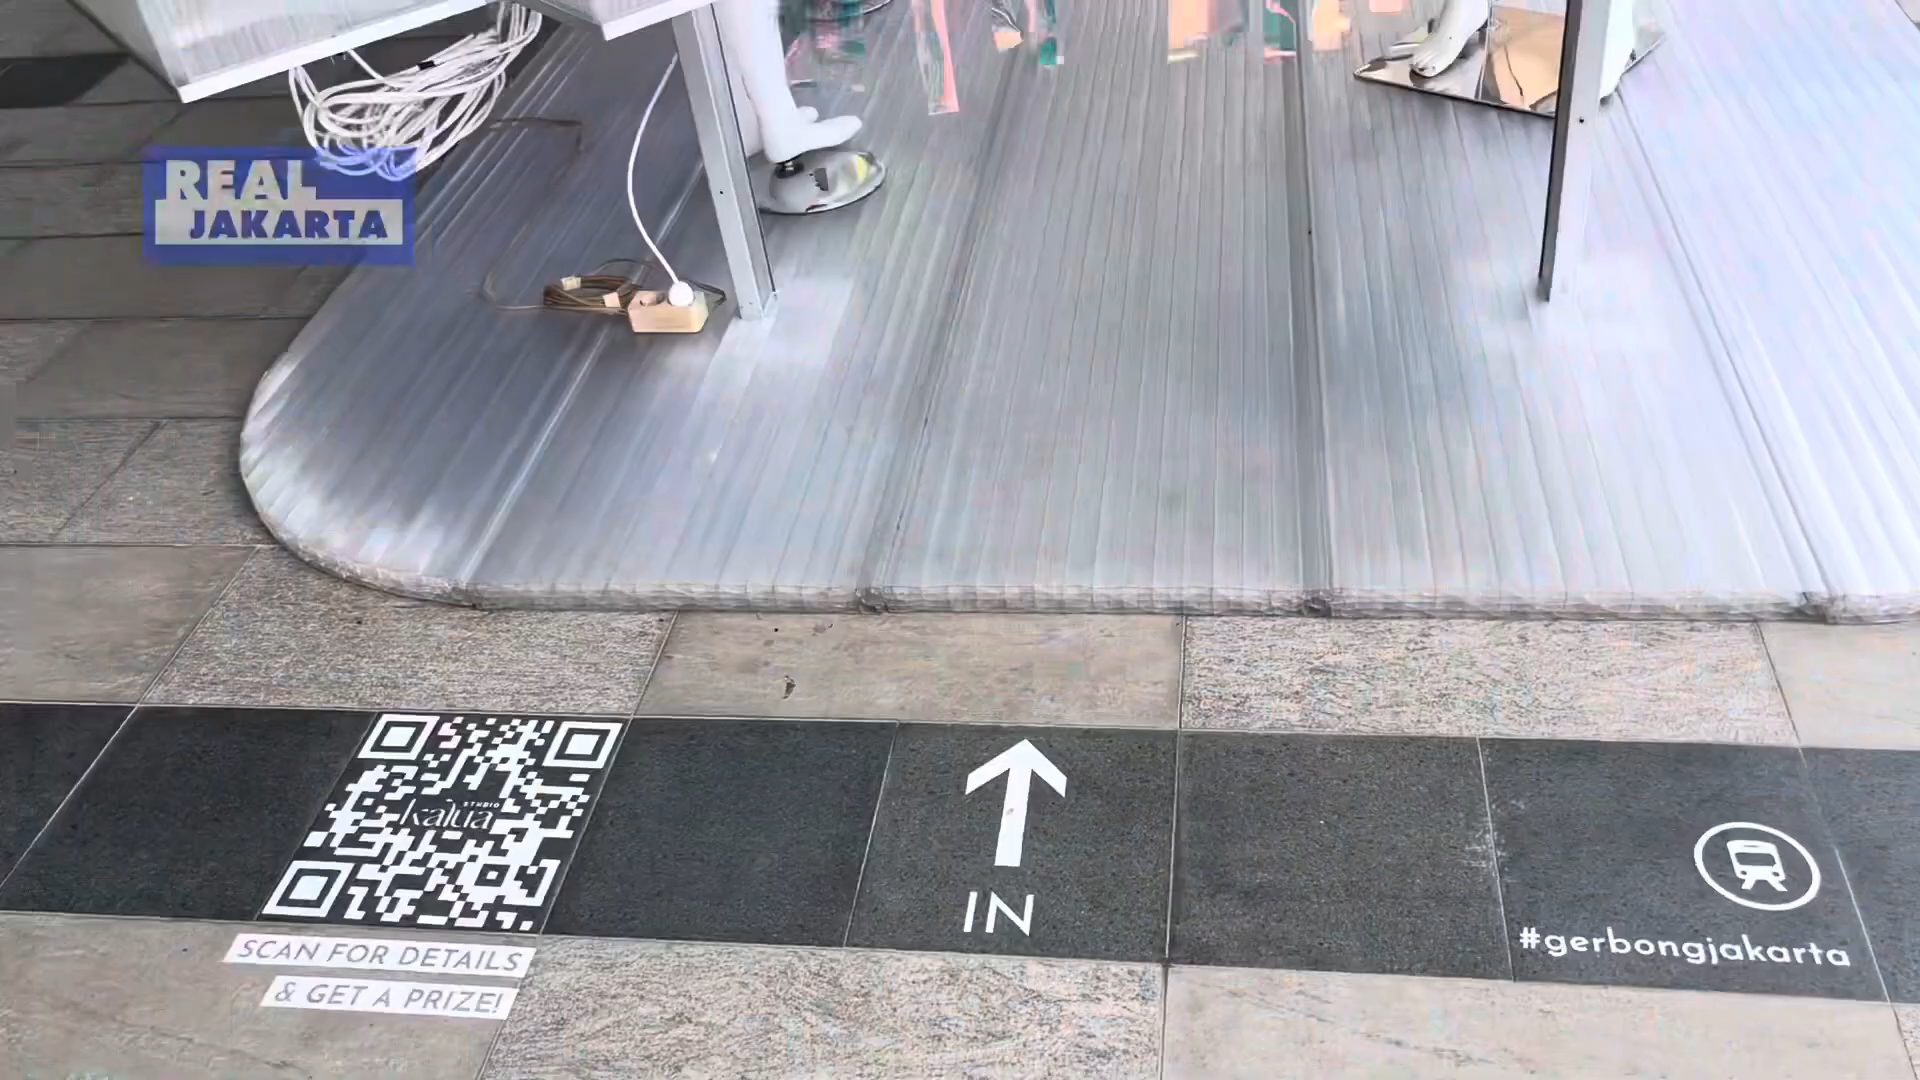 REAL
JAKARTA
STUDIO
kalua
IN
#gerbongjakarta
SCAN FOR DETAILS
& GET A PRIZE!